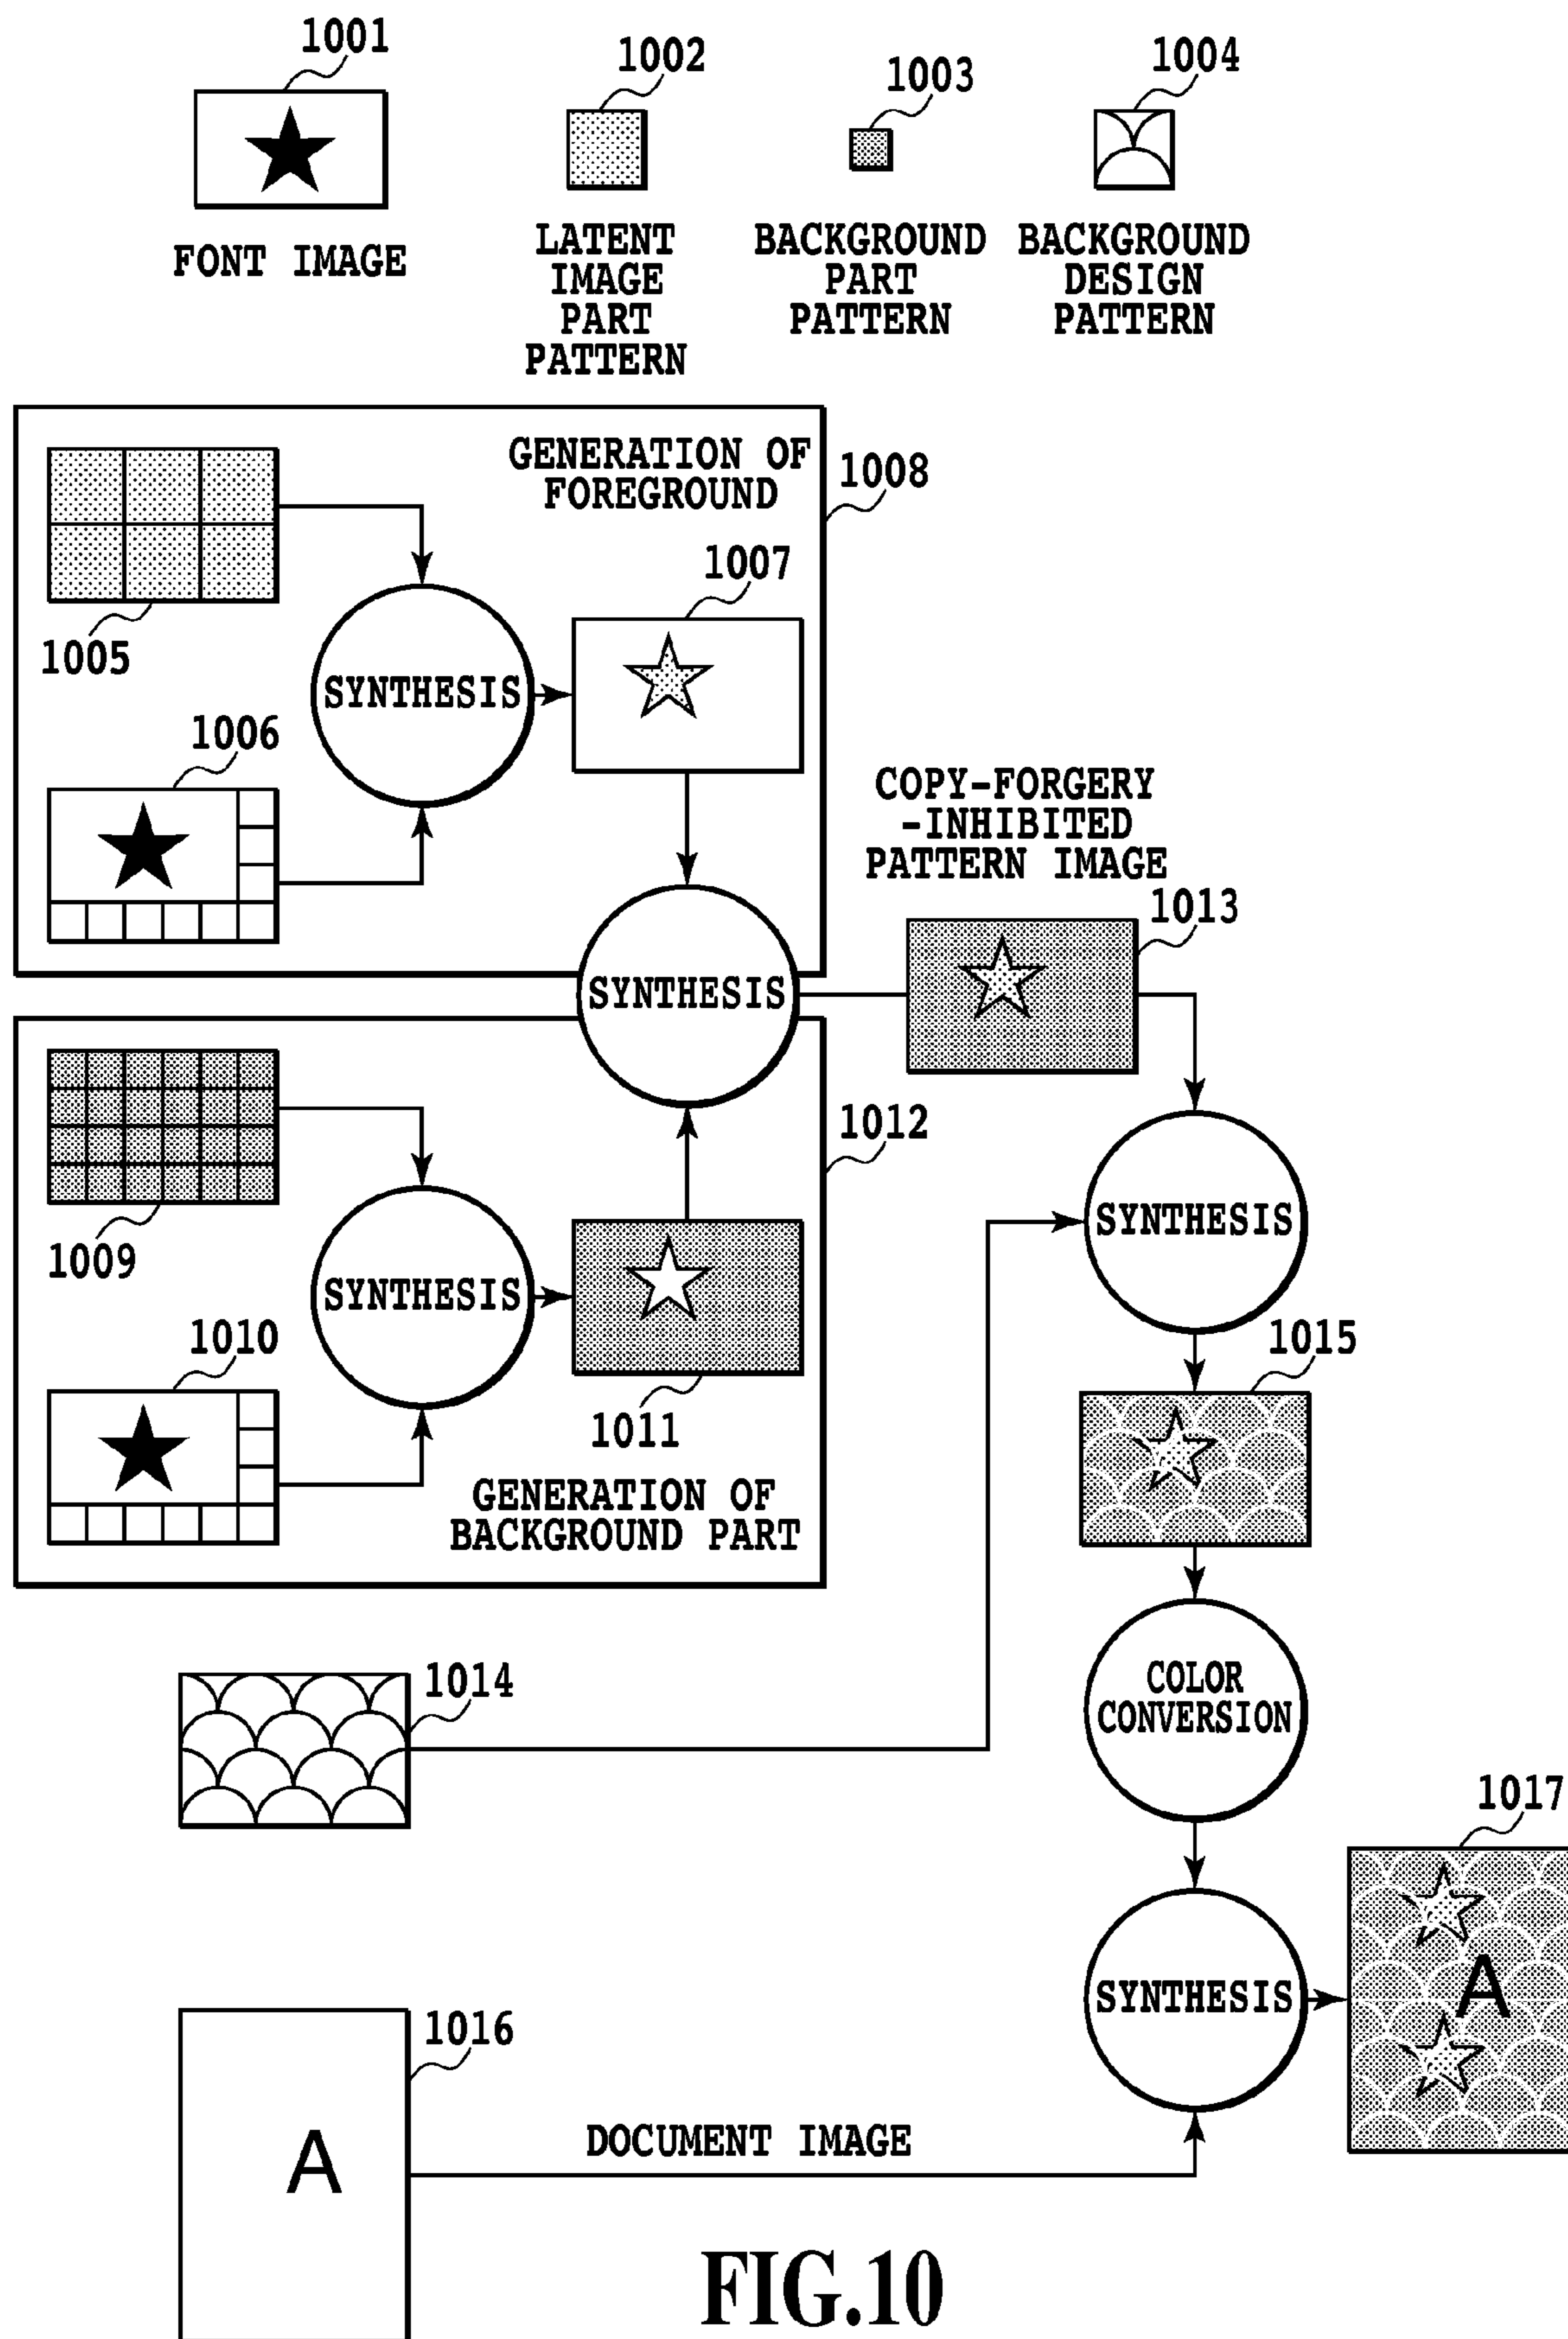 1001
1002
1003
1004
FONT IMAGE
LATENT
IMAGE
PART
PATTERN
BACKGROUND
PART
PATTERN
BACKGROUND
DESIGN
PATTERN
GENERATION OF
FOREGROUND
1008
1005
1007
SYNTHESIS
1006
COPY-FORGERY
-INHIBITED
PATTERN IMAGE
1013
SYNTHESIS
1009
1012
SYNTHESIS
SYNTHESIS
1010
1011
1015
GENERATION OF
BACKGROUND PART
1014
COLOR
CONVERSION
1017
A
SYNTHESIS
1016
A
DOCUMENT IMAGE
FIG.10